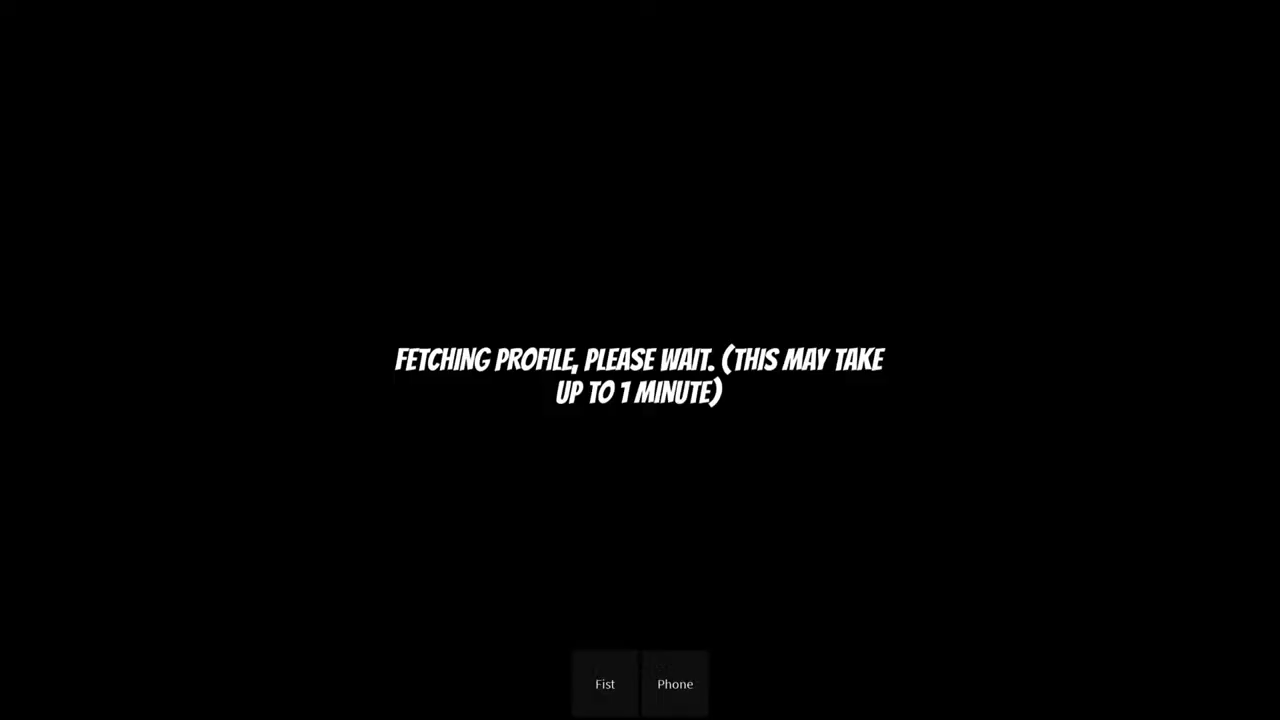 FETCHING PROFILE, PLEASE WAIT. (THIS MAY TAKE
UP TO 1 MINUTE)
Fist
Phone